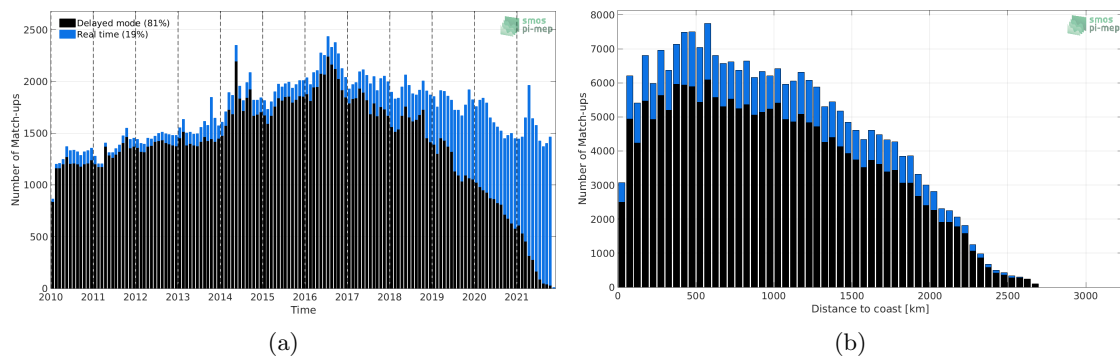 Delayed mode (81%)
Real time (19%)
smos
pi-mep
Number of Match-ups
2500
2000
1500
1000
500
0
2010 2011 2012 2013 2014 2015 2016 2017 2018 2019 2020 2021
Time
(a)
smos
pi-mep
Number of Match-ups
8000
7000
6000
5000
4000
3000
2000
1000
0
0 500 1000 1500 2000 2500 3000
Distance to coast [km]
(b)